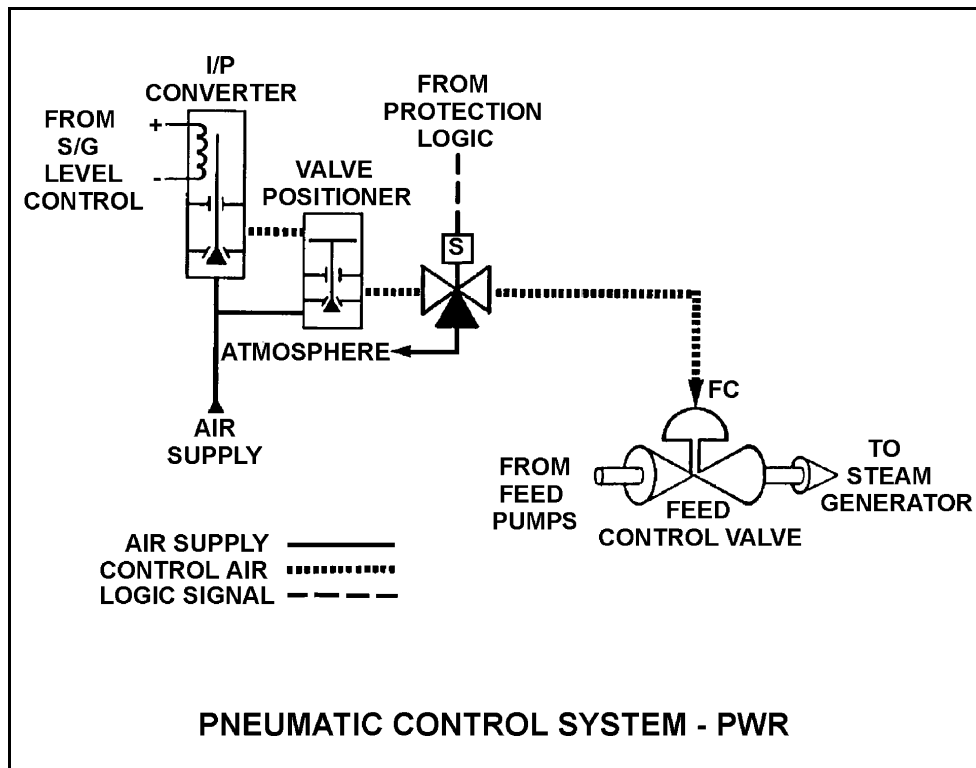 I/P
CONVERTER
FROM
S/G
LEVEL
CONTROL
+
-
VALVE
POSITIONER
FROM
PROTECTION
LOGIC
S
ATMOSPHERE
AIR
SUPPLY
FC
FROM
FEED
PUMPS
FEED
CONTROL VALVE
TO
STEAM
GENERATOR
AIR SUPPLY
CONTROL AIR
LOGIC SIGNAL
PNEUMATIC CONTROL SYSTEM - PWR